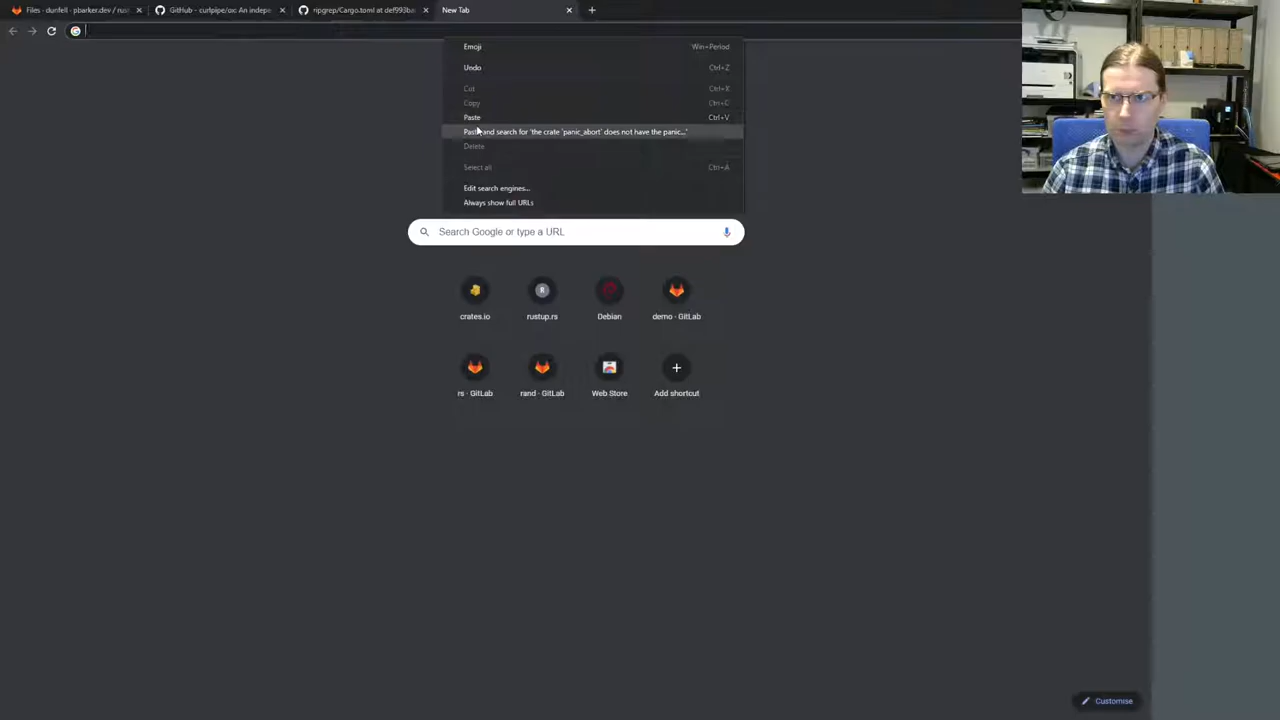 Files · dunfell · pbarker.dev / rus
GitHub - curlpipe/ox: An indepe
ripgrep/Cargo.toml at def993ba
New Tab
Emoji Win+Period
Undo Ctrl+Z
Cut Ctrl+X
Copy Ctrl+C
Paste Ctrl+V
Paste and search for 'the crate 'panic_abort' does not have the panic...'
Delete
Select all Ctrl+A
Edit search engines...
Always show full URLs
Search Google or type a URL
crates.io
rustup.rs
Debian
demo · GitLab
rs · GitLab
rand · GitLab
Web Store
Add shortcut
Customise